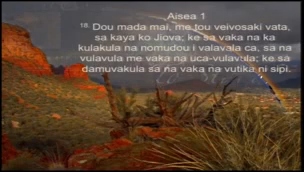 Aisea 1
18. Dou mada mai, me tou veivosaki vata,
sa kaya ko Jiova; ke sa vaka na ka
kulakula na nomudou i valavala ca, sa na
vulavula me vaka na uca-vulavula; ke sa
damuvakula sa na vaka na vutika ni sipi.